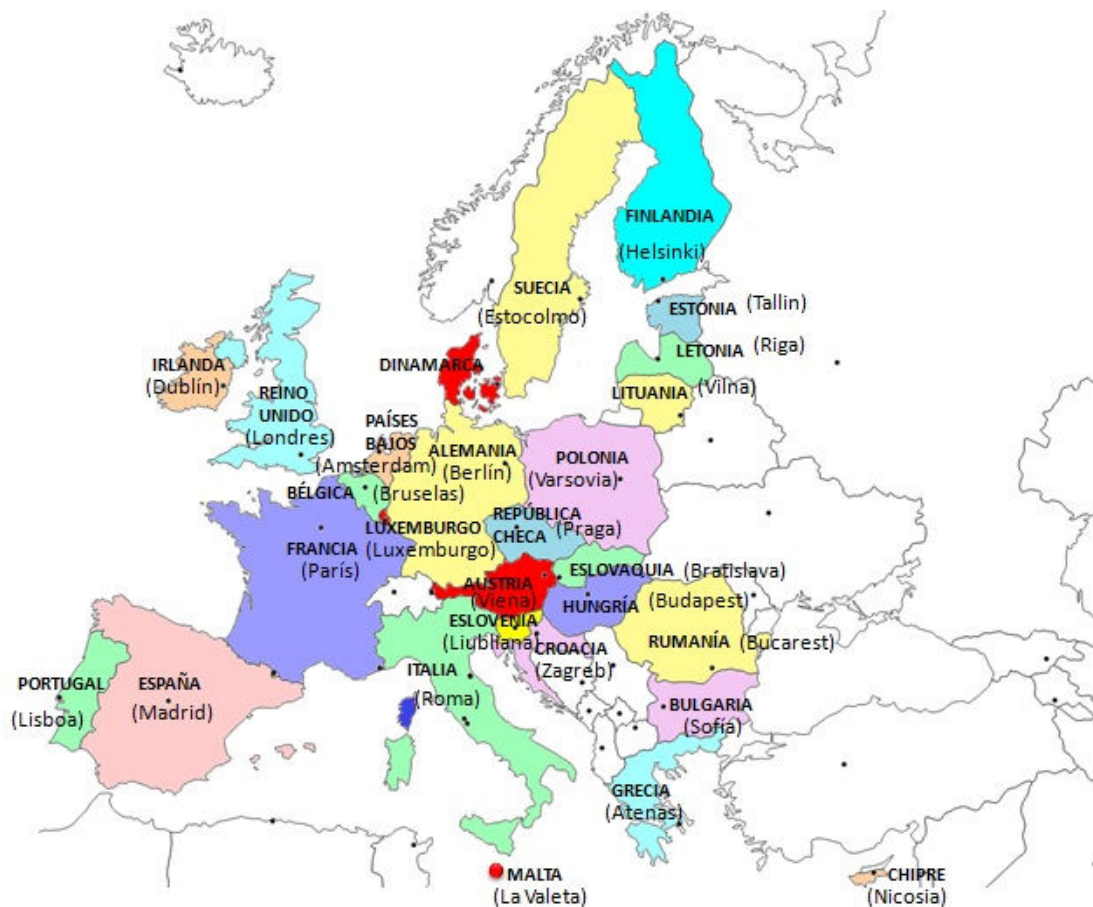 FINLANDIA
(Helsinki)
SUECIA
(Estocolmo)
ESTONIA
(Tallin)
LETONIA
(Riga)
LITUANIA
(Vilna)
DINAMARCA
IRLANDA
(Dublín)
REINO
UNIDO
(Londres)
PAÍSES
BAJOS
(Amsterdam)
ALEMANIA
(Berlín)
POLONIA
(Varsovia)
BÉLGICA
(Bruselas)
LUXEMBURGO
(Luxemburgo)
REPÚBLICA
CHECA
(Praga)
FRANCIA
(París)
AUSTRIA
(Viena)
ESLOVAQUIA
(Bratislava)
HUNGRÍA
(Budapest)
ESLOVENIA
(Liubliana)
CROACIA
(Zagreb)
RUMANÍA
(Bucarest)
PORTUGAL
(Lisboa)
ESPAÑA
(Madrid)
ITALIA
(Roma)
BULGARIA
(Sofía)
GRECIA
(Atenas)
MALTA
(La Valeta)
CHIPRE
(Nicosia)